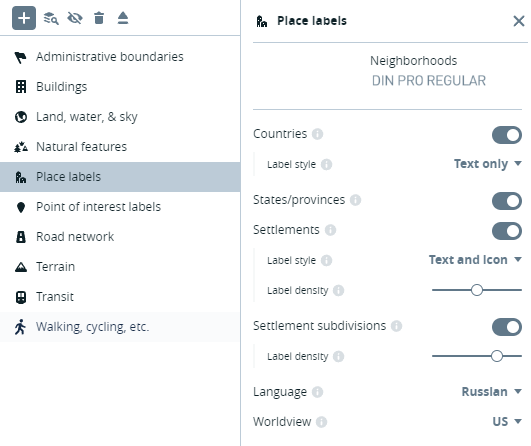 Administrative boundaries
Buildings
Land, water, & sky
Natural features
Place labels
Point of interest labels
Road network
Terrain
Transit
Walking, cycling, etc.
Place labels
Neighborhoods
DIN PRO REGULAR
Countries
Label style Text only
States/provinces
Settlements
Label style Text and icon
Label density
Settlement subdivisions
Label density
Language Russian
Worldview US